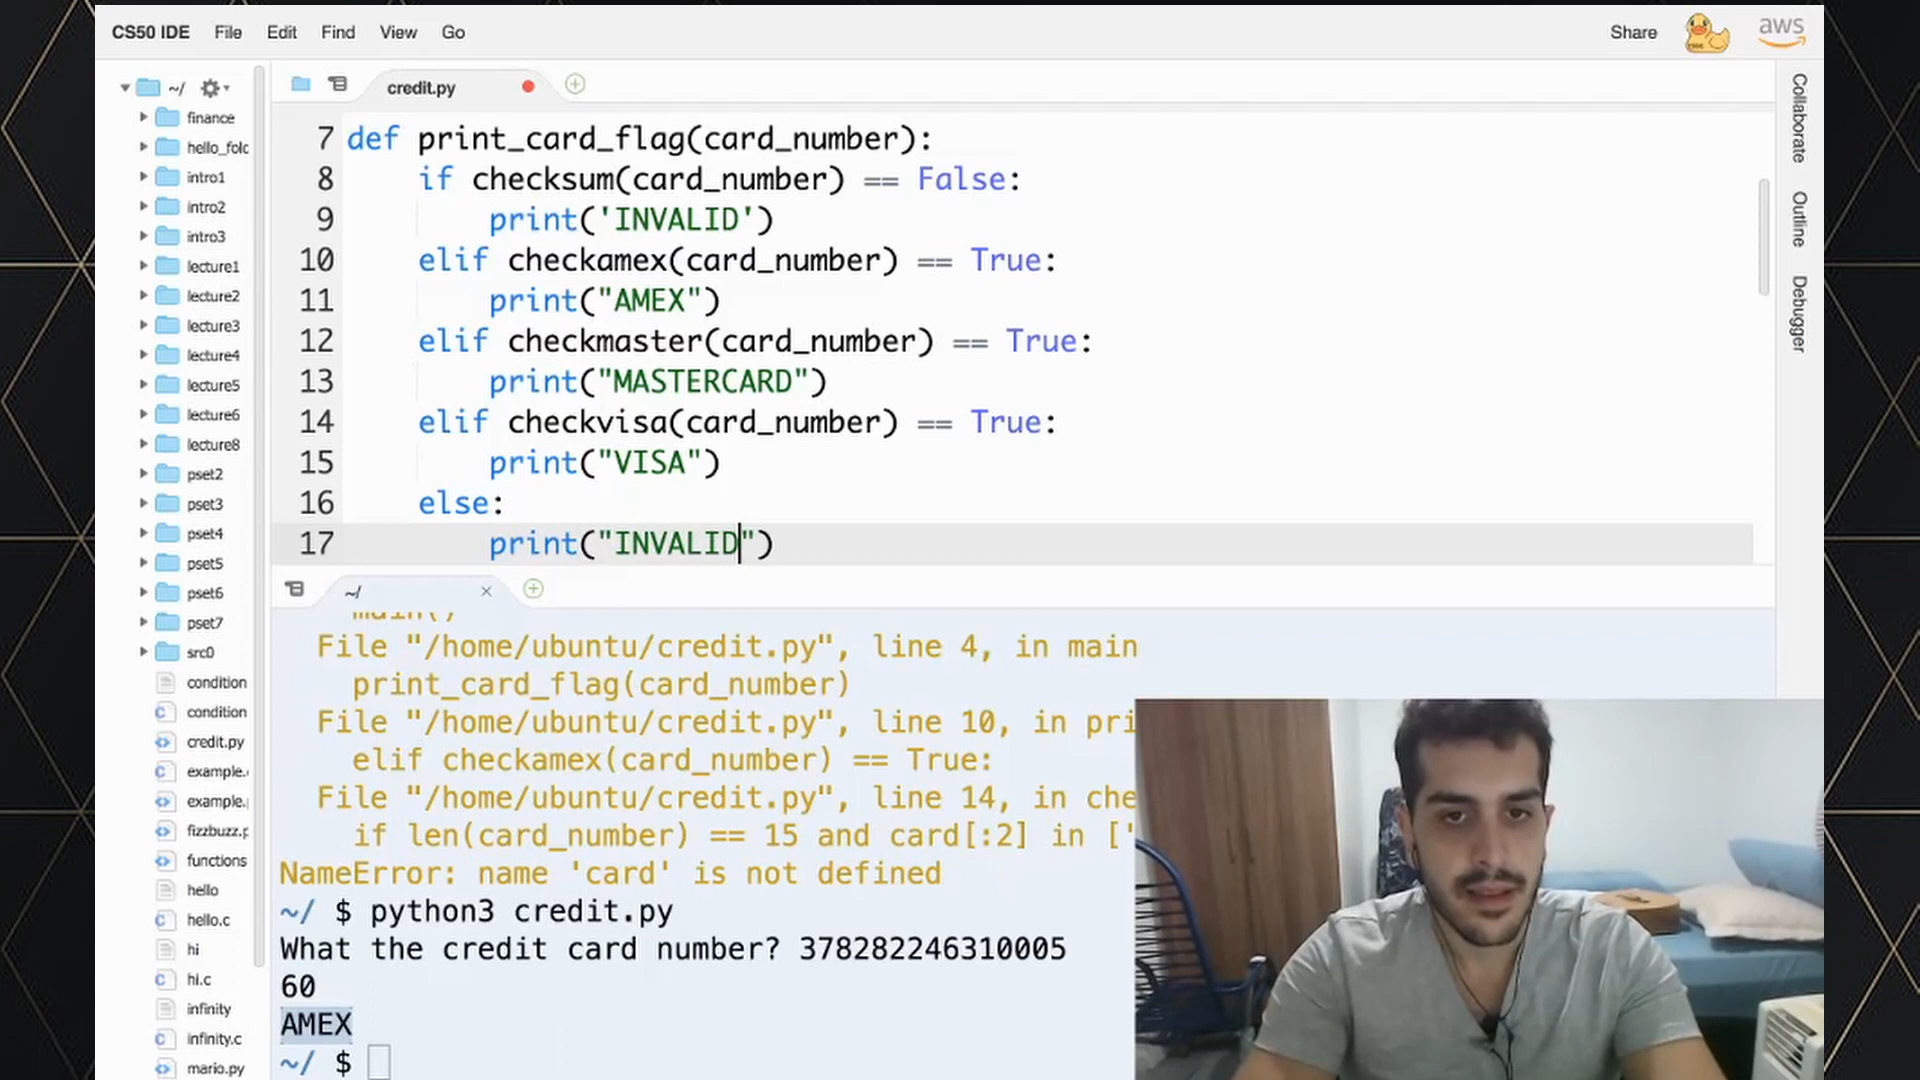 CS50 IDE File Edit Find View Go Share aws
~/
finance
hello_fold
intro1
intro2
intro3
lecture1
lecture2
lecture3
lecture4
lecture5
lecture6
lecture8
pset2
pset3
pset4
pset5
pset6
pset7
src0
condition
condition
credit.py
example.
example.
fizzbuzz.p
functions
hello
hello.c
hi
hi.c
infinity
infinity.c
mario.py
credit.py
7 def print_card_flag(card_number):
8 if checksum(card_number) == False:
9 print('INVALID')
10 elif checkamex(card_number) == True:
11 print("AMEX")
12 elif checkmaster(card_number) == True:
13 print("MASTERCARD")
14 elif checkvisa(card_number) == True:
15 print("VISA")
16 else:
17 print("INVALID")
~/
main()
File "/home/ubuntu/credit.py", line 4, in main
print_card_flag(card_number)
File "/home/ubuntu/credit.py", line 10, in pri
elif checkamex(card_number) == True:
File "/home/ubuntu/credit.py", line 14, in che
if len(card_number) == 15 and card[:2] in ['
NameError: name 'card' is not defined
~/ $ python3 credit.py
What the credit card number? 378282246310005
60
AMEX
~/ $
Collaborate
Outline
Debugger